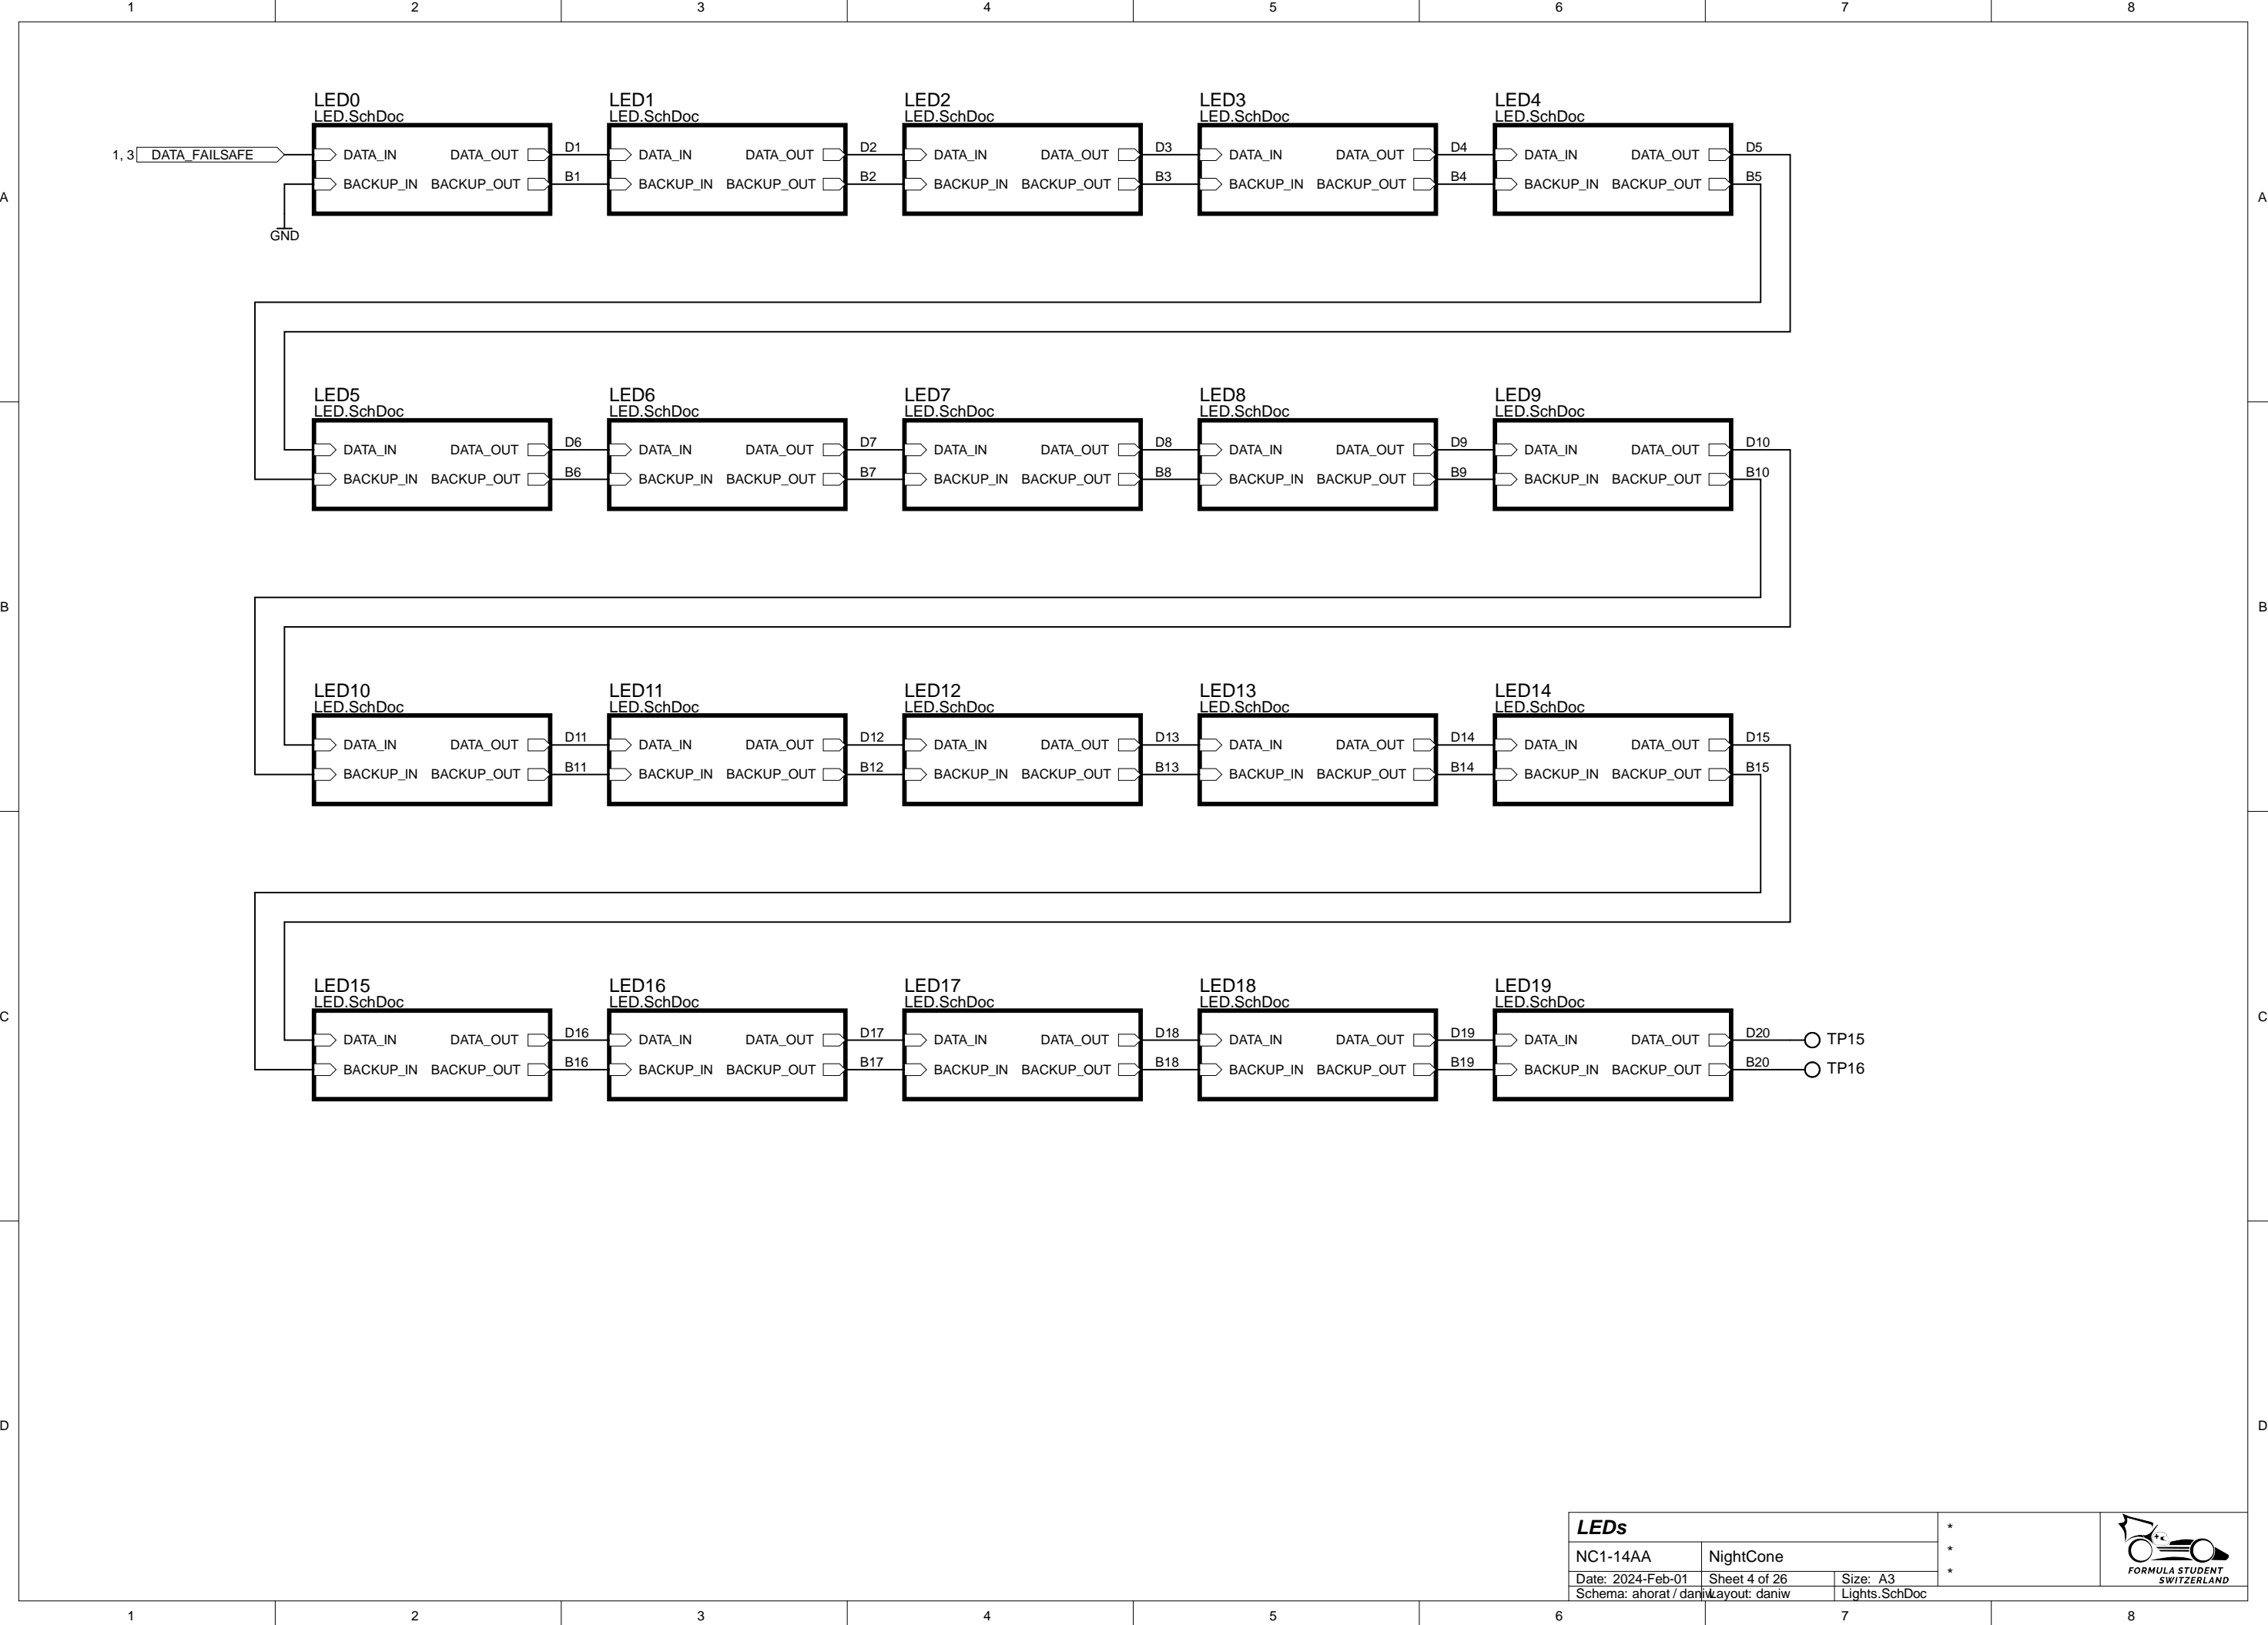 1 2 3 4 5 6 7 8
LED0 LED1 LED2 LED3 LED4
LED.SchDoc LED.SchDoc LED.SchDoc LED.SchDoc LED.SchDoc
1, 3 DATA_FAILSAFE DATA_IN DATA_OUT D1 DATA_IN DATA_OUT D2 DATA_IN DATA_OUT D3 DATA_IN DATA_OUT D4 DATA_IN DATA_OUT D5
BACKUP_IN BACKUP_OUT B1 BACKUP_IN BACKUP_OUT B2 BACKUP_IN BACKUP_OUT B3 BACKUP_IN BACKUP_OUT B4 BACKUP_IN BACKUP_OUT B5
A A
GND
LED5 LED6 LED7 LED8 LED9
LED.SchDoc LED.SchDoc LED.SchDoc LED.SchDoc LED.SchDoc
DATA_IN DATA_OUT D6 DATA_IN DATA_OUT D7 DATA_IN DATA_OUT D8 DATA_IN DATA_OUT D9 DATA_IN DATA_OUT D10
BACKUP_IN BACKUP_OUT B6 BACKUP_IN BACKUP_OUT B7 BACKUP_IN BACKUP_OUT B8 BACKUP_IN BACKUP_OUT B9 BACKUP_IN BACKUP_OUT B10
B B
LED10 LED11 LED12 LED13 LED14
LED.SchDoc LED.SchDoc LED.SchDoc LED.SchDoc LED.SchDoc
DATA_IN DATA_OUT D11 DATA_IN DATA_OUT D12 DATA_IN DATA_OUT D13 DATA_IN DATA_OUT D14 DATA_IN DATA_OUT D15
BACKUP_IN BACKUP_OUT B11 BACKUP_IN BACKUP_OUT B12 BACKUP_IN BACKUP_OUT B13 BACKUP_IN BACKUP_OUT B14 BACKUP_IN BACKUP_OUT B15
LED15 LED16 LED17 LED18 LED19
LED.SchDoc LED.SchDoc LED.SchDoc LED.SchDoc LED.SchDoc
C C
DATA_IN DATA_OUT D16 DATA_IN DATA_OUT D17 DATA_IN DATA_OUT D18 DATA_IN DATA_OUT D19 DATA_IN DATA_OUT D20 TP15
BACKUP_IN BACKUP_OUT B16 BACKUP_IN BACKUP_OUT B17 BACKUP_IN BACKUP_OUT B18 BACKUP_IN BACKUP_OUT B19 BACKUP_IN BACKUP_OUT B20 TP16
D D
LEDs *
NC1-14AA NightCone *
Date: 2024-Feb-01 Sheet 4 of 26 Size: A3 *
Schema: ahorat / daniw Layout: daniw Lights.SchDoc
FORMULA STUDENT
SWITZERLAND
1 2 3 4 5 6 7 8